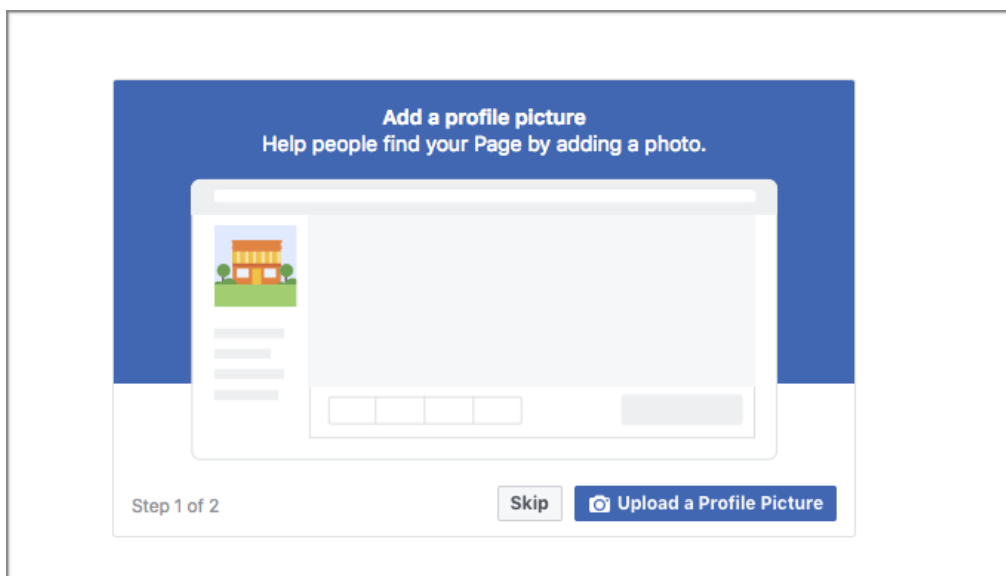 Add a profile picture
Help people find your Page by adding a photo.
Step 1 of 2
Skip
Upload a Profile Picture